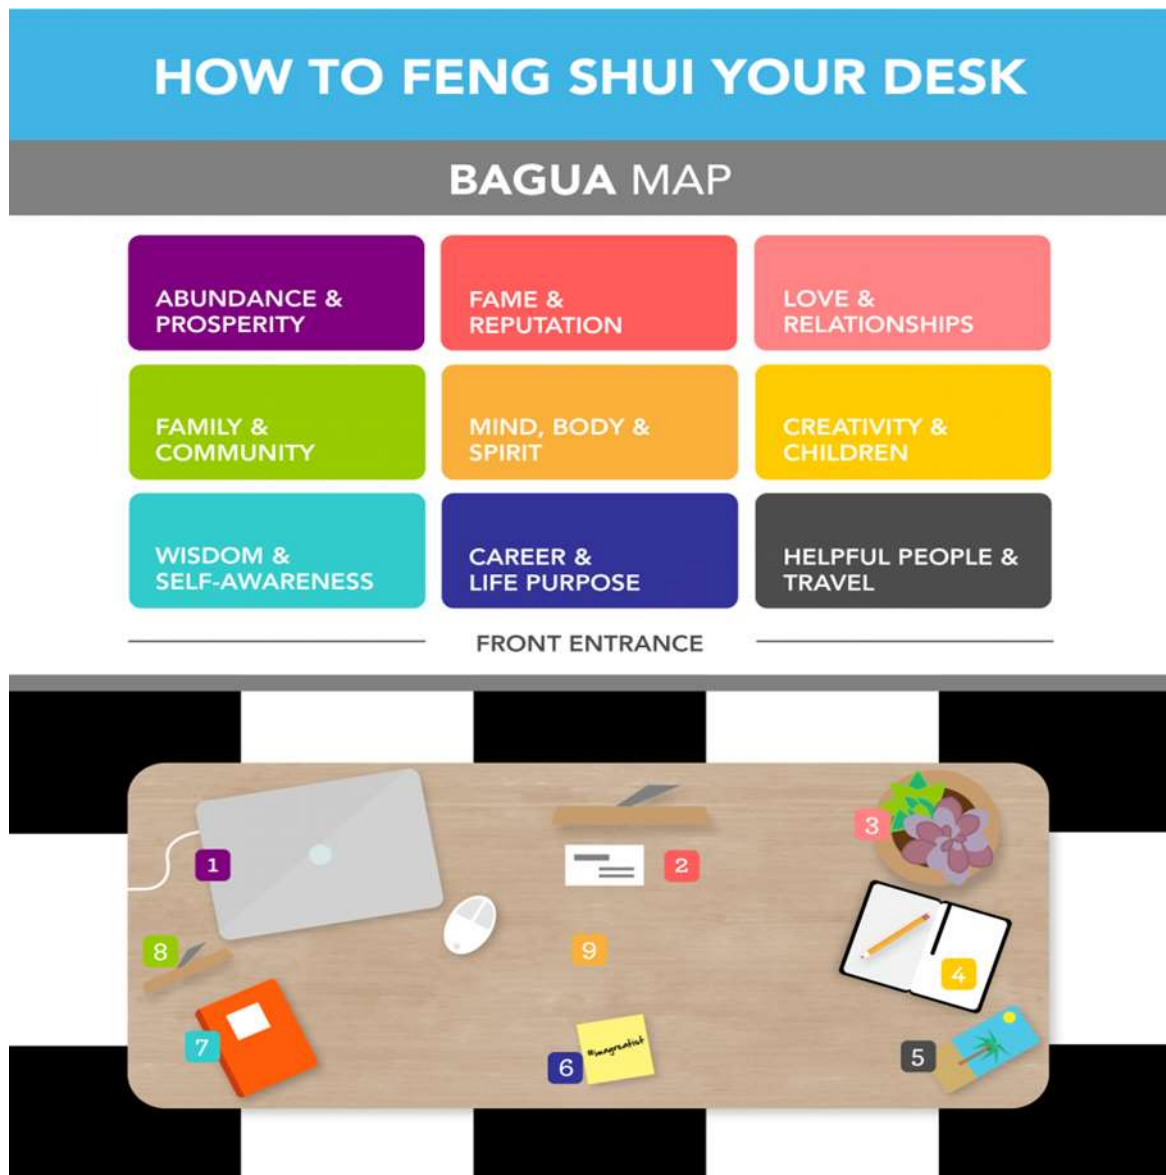 HOW TO FENG SHUI YOUR DESK
BAGUA MAP
ABUNDANCE &
PROSPERITY
FAME &
REPUTATION
LOVE &
RELATIONSHIPS
FAMILY &
COMMUNITY
MIND, BODY &
SPIRIT
CREATIVITY &
CHILDREN
WISDOM &
SELF-AWARENESS
CAREER &
LIFE PURPOSE
HELPFUL PEOPLE &
TRAVEL
FRONT ENTRANCE
1
2
3
8
9
4
7
6
#imagreatist
5